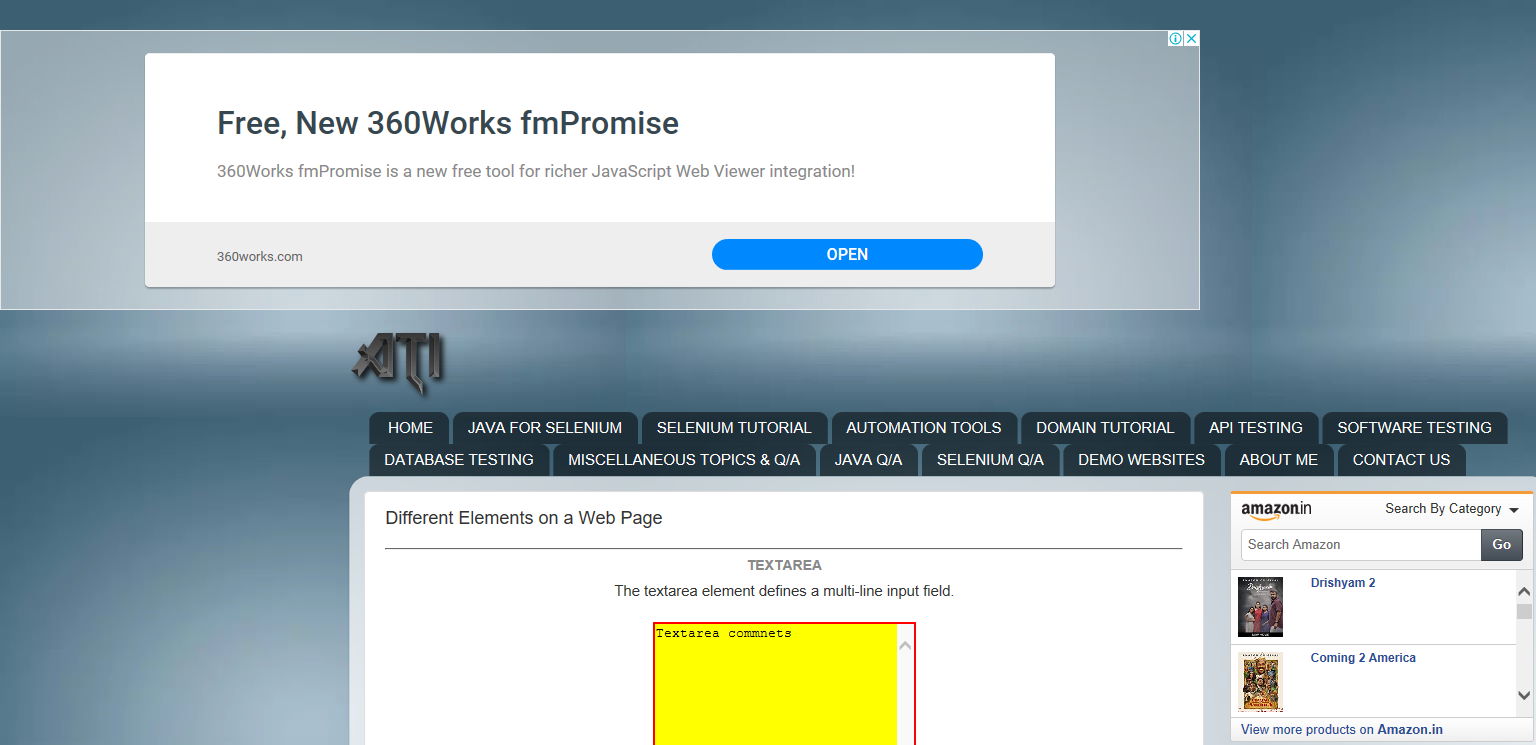 Free, New 360Works fmPromise
360Works fmPromise is a new free tool for richer JavaScript Web Viewer integration!
360works.com
OPEN
ATI
HOME JAVA FOR SELENIUM SELENIUM TUTORIAL AUTOMATION TOOLS DOMAIN TUTORIAL API TESTING SOFTWARE TESTING
DATABASE TESTING MISCELLANEOUS TOPICS & Q/A JAVA Q/A SELENIUM Q/A DEMO WEBSITES ABOUT ME CONTACT US
Different Elements on a Web Page
TEXTAREA
The textarea element defines a multi-line input field.
Textarea commnets
amazon.in
Search By Category
Search Amazon
Go
Drishyam 2
Coming 2 America
View more products on Amazon.in